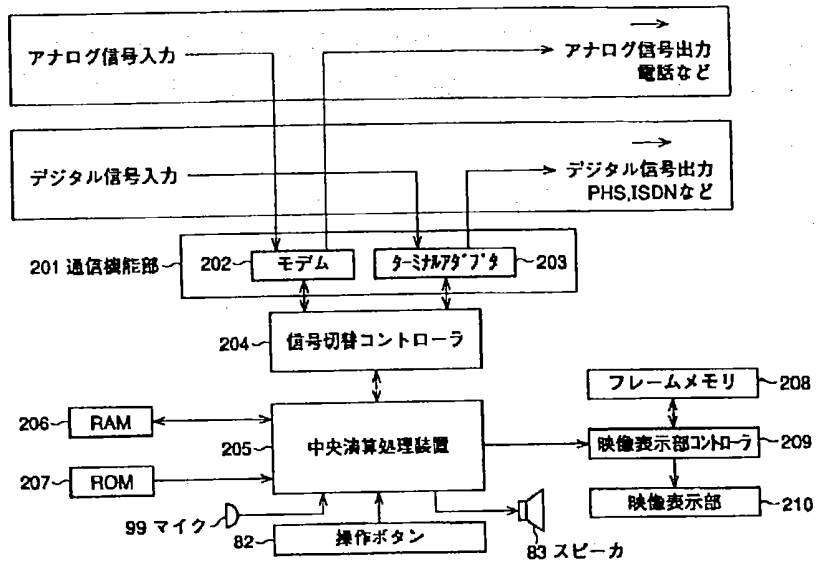 アナログ信号入力
アナログ信号出力
電話など
デジタル信号入力
デジタル信号出力
PHS,ISDNなど
201 通信機能部
202
モデム
ターミナルアダプタ
203
204
信号切替コントローラ
フレームメモリ
208
206
RAM
205
中央演算処理装置
映像表示部コントローラ
209
207
ROM
映像表示部
210
99 マイク
82
操作ボタン
83 スピーカ